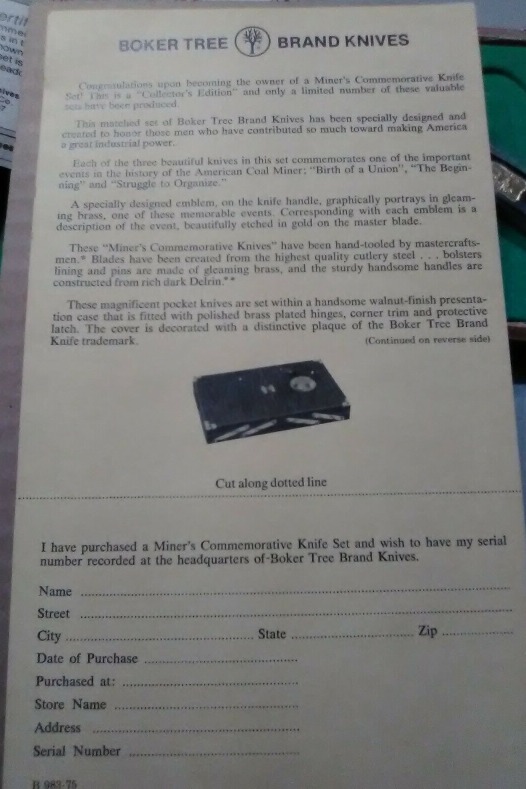 BOKER TREE BRAND KNIVES
Congratulations upon becoming the owner of a Miner's Commemorative Knife
Set! This is a "Collector's Edition" and only a limited number of these valuable
sets have been produced.
This matched set of Boker Tree Brand Knives has been specially designed and
created to honor those men who have contributed so much toward making America
a great industrial power.
Each of the three beautiful knives in this set commemorates one of the important
events in the history of the American Coal Miner; "Birth of a Union", "The Begin-
ning" and "Struggle to Organize."
A specially designed emblem, on the knife handle, graphically portrays in gleam-
ing brass, one of these memorable events. Corresponding with each emblem is a
description of the event, beautifully etched in gold on the master blade.
These "Miner's Commemorative Knives" have been hand-tooled by mastercrafts-
men.* Blades have been created from the highest quality cutlery steel . . . bolsters
lining and pins are made of gleaming brass, and the sturdy handsome handles are
constructed from rich dark Delrin.**
These magnificent pocket knives are set within a handsome walnut-finish presenta-
tion case that is fitted with polished brass plated hinges, corner trim and protective
latch. The cover is decorated with a distinctive plaque of the Boker Tree Brand
Knife trademark. (Continued on reverse side)
Cut along dotted line
I have purchased a Miner's Commemorative Knife Set and wish to have my serial
number recorded at the headquarters of Boker Tree Brand Knives.
Name
Street
City State Zip
Date of Purchase
Purchased at:
Store Name
Address
Serial Number
B 983-75